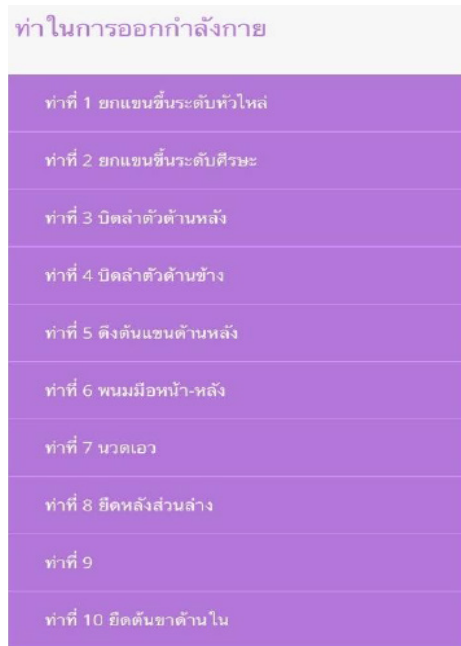 ท่าในการออกกำลังกาย
ท่าที่ 1 ยกแขนขึ้นระดับหัวไหล่
ท่าที่ 2 ยกแขนขึ้นระดับศีรษะ
ท่าที่ 3 บิดลำตัวด้านหลัง
ท่าที่ 4 บิดลำตัวด้านข้าง
ท่าที่ 5 ดึงต้นแขนด้านหลัง
ท่าที่ 6 พนมมือหน้า-หลัง
ท่าที่ 7 นวดเอว
ท่าที่ 8 ยืดหลังส่วนล่าง
ท่าที่ 9
ท่าที่ 10 ยืดต้นขาด้านใน